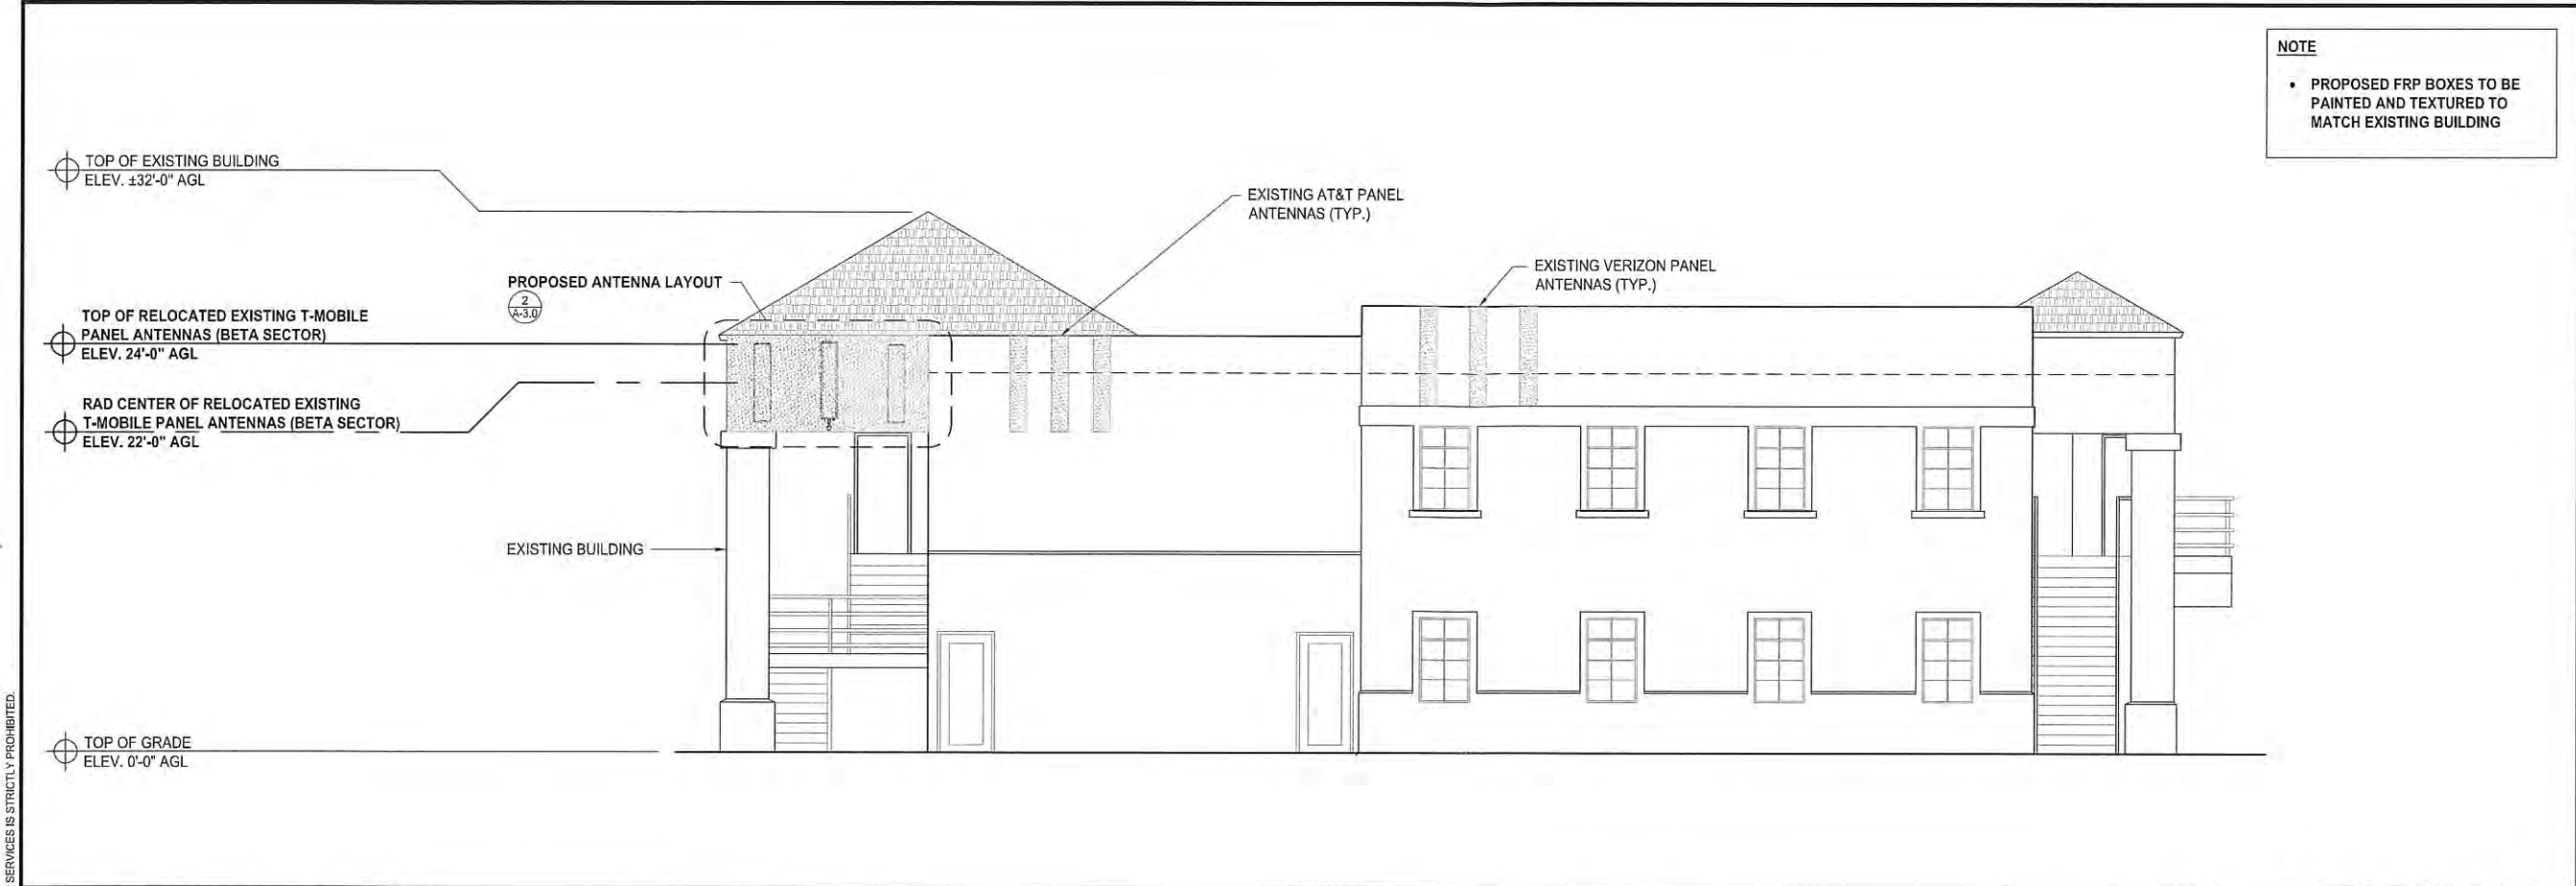 NOTE
• PROPOSED FRP BOXES TO BE
PAINTED AND TEXTURED TO
MATCH EXISTING BUILDING
TOP OF EXISTING BUILDING
ELEV. ±32'-0" AGL
EXISTING AT&T PANEL
ANTENNAS (TYP.)
EXISTING VERIZON PANEL
ANTENNAS (TYP.)
PROPOSED ANTENNA LAYOUT
2
A-3.0
TOP OF RELOCATED EXISTING T-MOBILE
PANEL ANTENNAS (BETA SECTOR)
ELEV. 24'-0" AGL
RAD CENTER OF RELOCATED EXISTING
T-MOBILE PANEL ANTENNAS (BETA SECTOR)
ELEV. 22'-0" AGL
EXISTING BUILDING
TOP OF GRADE
ELEV. 0'-0" AGL
SERVICES IS STRICTLY PROHIBITED.